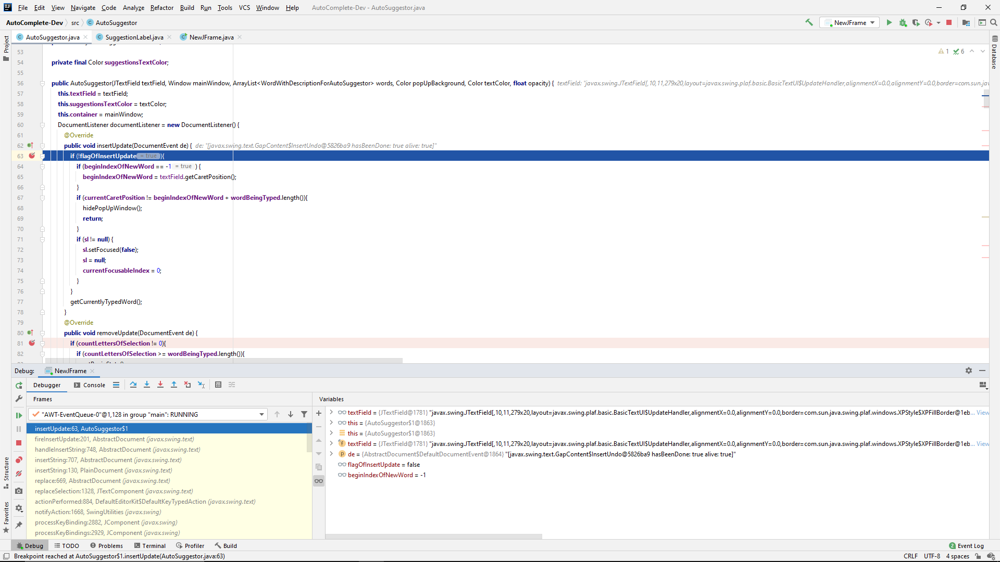 File Edit View Navigate Code Analyze Refactor Build Run Tools VCS Window Help AutoComplete-Dev - AutoSuggestor.java
AutoComplete-Dev src AutoSuggestor NewJFrame
AutoSuggestor.java SuggestionLabel.java NewJFrame.java
Project
Database
1 6
53
54 private final Color suggestionsTextColor;
55
56 public AutoSuggestor(JTextField textField, Window mainWindow, ArrayList<WordWithDescriptionForAutoSuggestor> words, Color popUpBackground, Color textColor, float opacity) { textField: "javax.swing.JTextField[,10,11,279x20,layout=javax.swing.plaf.basic.BasicTextUI$UpdateHandler,alignmentX=0.0,alignmentY=0.0,border=com.sun.jav
57 this.textField = textField;
58 this.suggestionsTextColor = textColor;
59 this.container = mainWindow;
60 DocumentListener documentListener = new DocumentListener() {
61 @Override
62 public void insertUpdate(DocumentEvent de) { de: "[javax.swing.text.GapContent$InsertUndo@5826ba9 hasBeenDone: true alive: true]"
63 if (!flagOfInsertUpdate = true ){
64 if (beginIndexOfNewWord == -1 = true ) {
65 beginIndexOfNewWord = textField.getCaretPosition();
66 }
67 if (currentCaretPosition != beginIndexOfNewWord + wordBeingTyped.length()){
68 hidePopUpWindow();
69 return;
70 }
71 if (sl != null) {
72 sl.setFocused(false);
73 sl = null;
74 currentFocusableIndex = 0;
75 }
76 }
77 getCurrentlyTypedWord();
78 }
79 @Override
80 public void removeUpdate(DocumentEvent de) {
81 if (countLettersOfSelection != 0){
82 if (countLettersOfSelection >= wordBeingTyped.length()){
Debug: NewJFrame
Debugger Console
Frames
Variables
"AWT-EventQueue-0"@1,128 in group "main": RUNNING
insertUpdate:63, AutoSuggestor$1
fireInsertUpdate:201, AbstractDocument (javax.swing.text)
handleInsertString:748, AbstractDocument (javax.swing.text)
insertString:707, AbstractDocument (javax.swing.text)
insertString:130, PlainDocument (javax.swing.text)
replace:669, AbstractDocument (javax.swing.text)
replaceSelection:1328, JTextComponent (javax.swing.text)
actionPerformed:884, DefaultEditorKit$DefaultKeyTypedAction (javax.swing.text)
notifyAction:1668, SwingUtilities (javax.swing)
processKeyBinding:2882, JComponent (javax.swing)
processKeyBindings:2929, JComponent (javax.swing)
textField = {JTextField@1781} "javax.swing.JTextField[,10,11,279x20,layout=javax.swing.plaf.basic.BasicTextUI$UpdateHandler,alignmentX=0.0,alignmentY=0.0,border=com.sun.java.swing.plaf.windows.XPStyle$XPFillBorder@1eb... View
this = {AutoSuggestor$1@1863}
this = {AutoSuggestor$1@1863}
textField = {JTextField@1781} "javax.swing.JTextField[,10,11,279x20,layout=javax.swing.plaf.basic.BasicTextUI$UpdateHandler,alignmentX=0.0,alignmentY=0.0,border=com.sun.java.swing.plaf.windows.XPStyle$XPFillBorder@1eb... View
de = {AbstractDocument$DefaultDocumentEvent@1864} "[javax.swing.text.GapContent$InsertUndo@5826ba9 hasBeenDone: true alive: true]"
flagOfInsertUpdate = false
beginIndexOfNewWord = -1
Structure
Favorites
Debug TODO Problems Terminal Profiler Build 2 Event Log
Breakpoint reached at AutoSuggestor$1.insertUpdate(AutoSuggestor.java:63) CRLF UTF-8 4 spaces